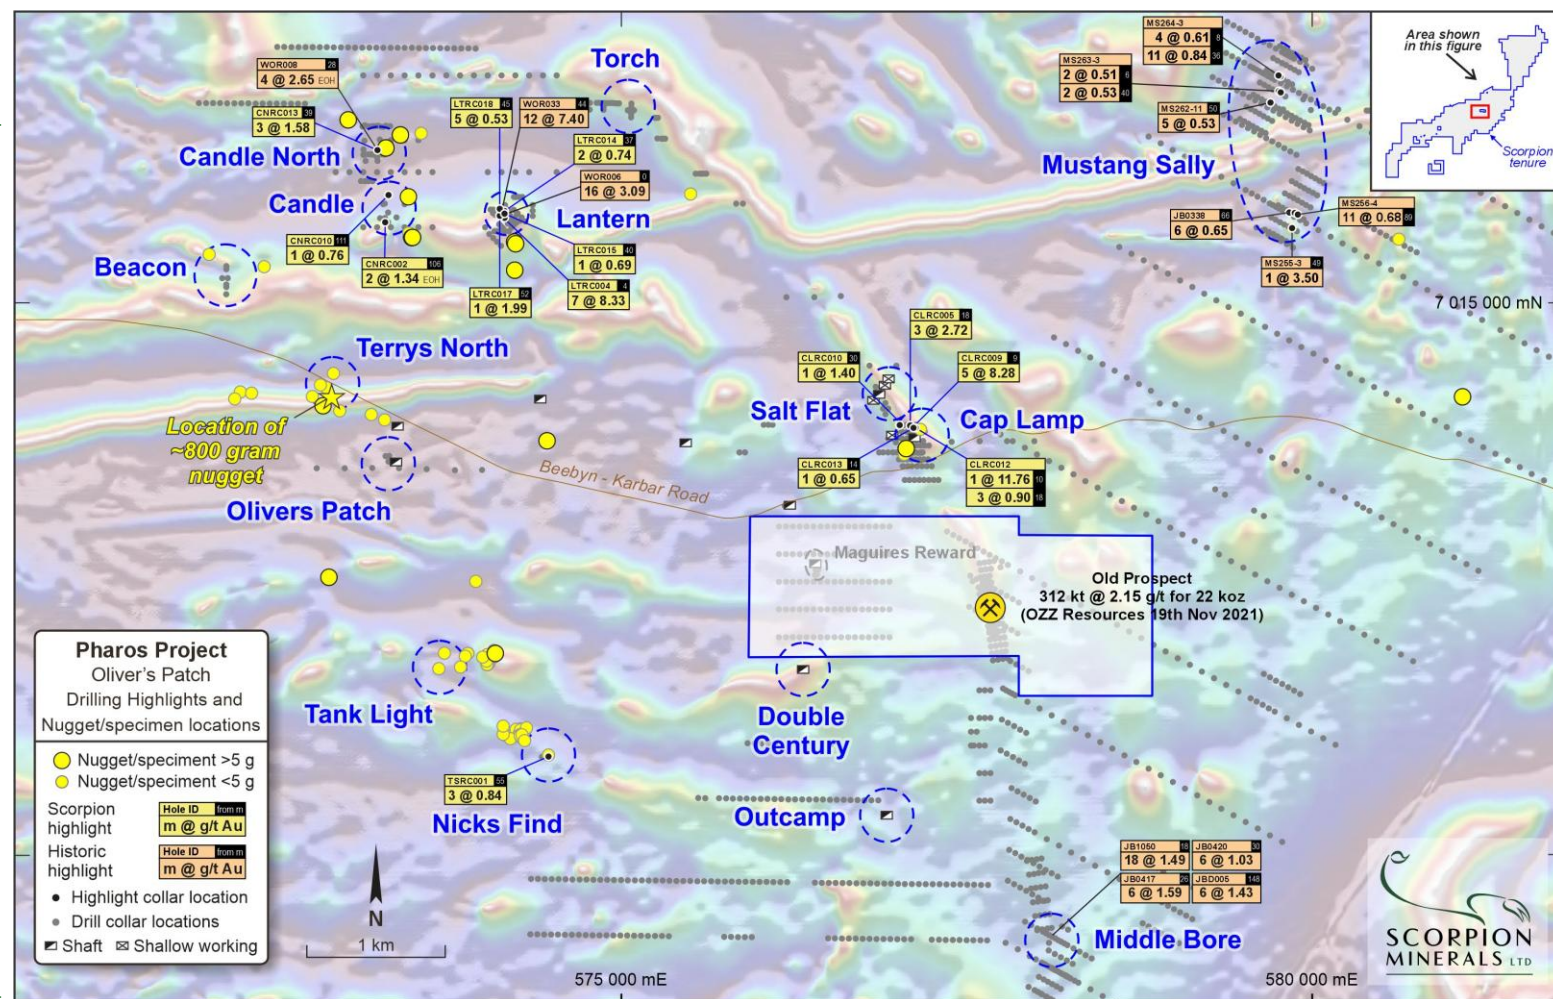 MS264-3
4 @ 0.61 8
11 @ 0.84 36
Area shown
in this figure
Scorpion
tenure
Torch
WOR008 28
4 @ 2.65 EOH
MS263-3
2 @ 0.51 6
2 @ 0.53 40
LTRC018 45
5 @ 0.53
WOR033 44
12 @ 7.40
CNRC013 39
3 @ 1.58
MS262-11 50
5 @ 0.53
LTRC014 37
2 @ 0.74
Candle North
Mustang Sally
WOR006 0
16 @ 3.09
Candle
Lantern
JB0338 66
6 @ 0.65
MS256-4
11 @ 0.68 89
CNRC010 111
1 @ 0.76
LTRC015 40
1 @ 0.69
Beacon
CNRC002 106
2 @ 1.34 EOH
MS255-3 49
1 @ 3.50
LTRC017 52
1 @ 1.99
LTRC004 4
7 @ 8.33
7 015 000 mN
CLRC005 18
3 @ 2.72
Terrys North
CLRC010 30
1 @ 1.40
CLRC009 9
5 @ 8.28
Salt Flat
Cap Lamp
Location of
~800 gram
nugget
CLRC013 14
1 @ 0.65
CLRC012
1 @ 11.76 10
3 @ 0.90 18
Beebyn - Karbar Road
Olivers Patch
Maguires Reward
Old Prospect
312 kt @ 2.15 g/t for 22 koz
(OZZ Resources 19th Nov 2021)
Tank Light
Double
Century
TSRC001 55
3 @ 0.84
Nicks Find
Outcamp
JB1050 18
18 @ 1.49
JB0420 30
6 @ 1.03
JB0417 26
6 @ 1.59
JBD005 148
6 @ 1.43
Middle Bore
Pharos Project
Oliver's Patch
Drilling Highlights and
Nugget/specimen locations
Nugget/speciment >5 g
Nugget/speciment <5 g
Scorpion
highlight
Hole ID from m
m @ g/t Au
Historic
highlight
Hole ID from m
m @ g/t Au
Highlight collar location
Drill collar locations
Shaft
Shallow working
N
1 km
575 000 mE
580 000 mE
SCORPION
MINERALS LTD